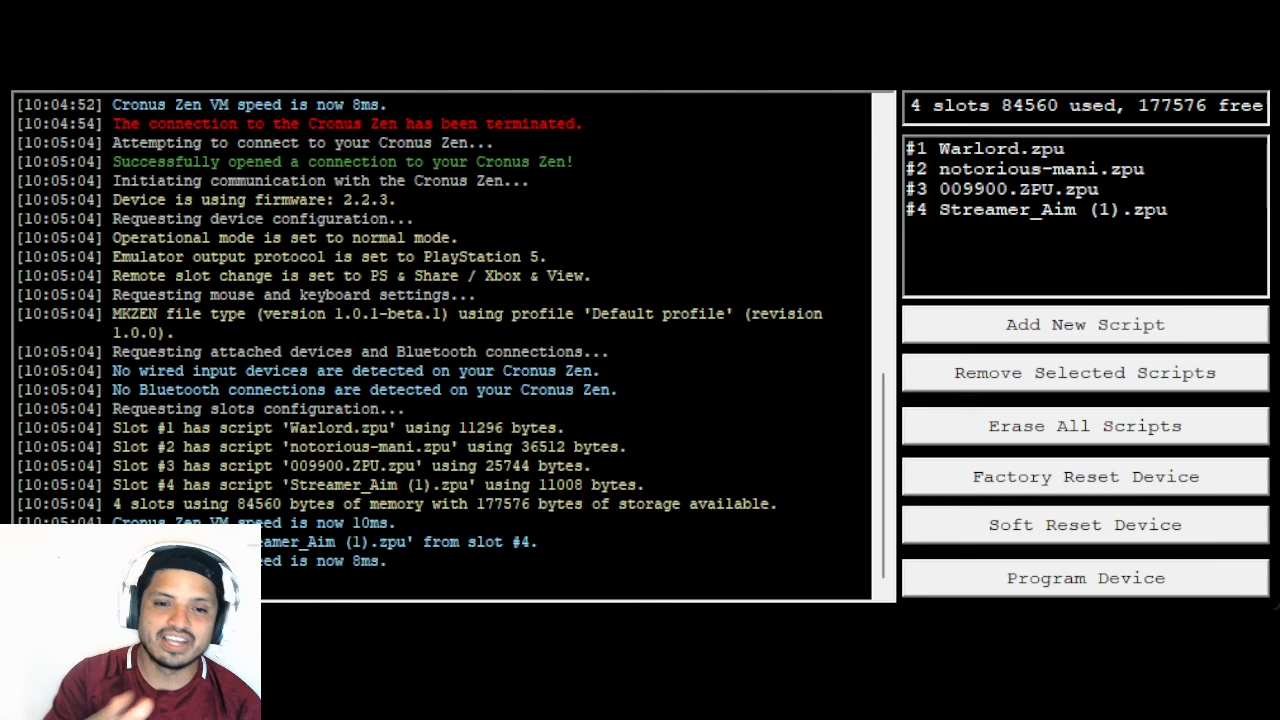 [10:04:52] Cronus Zen VM speed is now 8ms.
[10:04:54] The connection to the Cronus Zen has been terminated.
[10:05:04] Attempting to connect to your Cronus Zen...
[10:05:04] Successfully opened a connection to your Cronus Zen!
[10:05:04] Initiating communication with the Cronus Zen...
[10:05:04] Device is using firmware: 2.2.3.
[10:05:04] Requesting device configuration...
[10:05:04] Operational mode is set to normal mode.
[10:05:04] Emulator output protocol is set to PlayStation 5.
[10:05:04] Remote slot change is set to PS & Share / Xbox & View.
[10:05:04] Requesting mouse and keyboard settings...
[10:05:04] MKZEN file type (version 1.0.1-beta.1) using profile 'Default profile' (revision
1.0.0).
[10:05:04] Requesting attached devices and Bluetooth connections...
[10:05:04] No wired input devices are detected on your Cronus Zen.
[10:05:04] No Bluetooth connections are detected on your Cronus Zen.
[10:05:04] Requesting slots configuration...
[10:05:04] Slot #1 has script 'Warlord.zpu' using 11296 bytes.
[10:05:04] Slot #2 has script 'notorious-mani.zpu' using 36512 bytes.
[10:05:04] Slot #3 has script '009900.ZPU.zpu' using 25744 bytes.
[10:05:04] Slot #4 has script 'Streamer_Aim (1).zpu' using 11008 bytes.
[10:05:04] 4 slots using 84560 bytes of memory with 177576 bytes of storage available.
[10:05:04] Cronus Zen VM speed is now 10ms.
eamer_Aim (1).zpu' from slot #4.
eed is now 8ms.
4 slots 84560 used, 177576 free
#1 Warlord.zpu
#2 notorious-mani.zpu
#3 009900.ZPU.zpu
#4 Streamer_Aim (1).zpu
Add New Script
Remove Selected Scripts
Erase All Scripts
Factory Reset Device
Soft Reset Device
Program Device